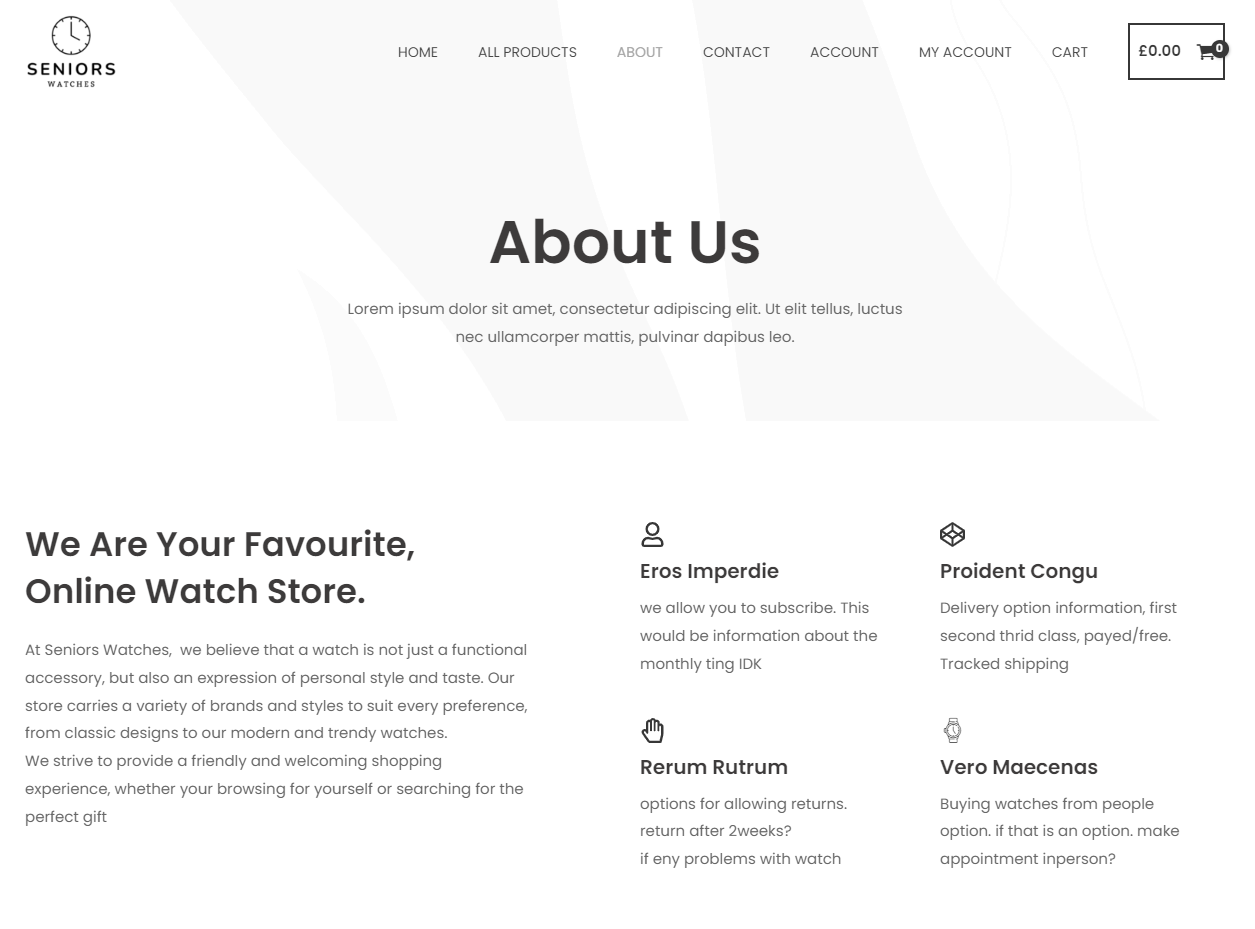 SENIORS
WATCHES
HOME ALL PRODUCTS ABOUT CONTACT ACCOUNT MY ACCOUNT CART £0.00 0
About Us
Lorem ipsum dolor sit amet, consectetur adipiscing elit. Ut elit tellus, luctus
nec ullamcorper mattis, pulvinar dapibus leo.
We Are Your Favourite,
Online Watch Store.
At Seniors Watches,  we believe that a watch is not just a functional
accessory, but also an expression of personal style and taste. Our
store carries a variety of brands and styles to suit every preference,
from classic designs to our modern and trendy watches.
We strive to provide a friendly and welcoming shopping
experience, whether your browsing for yourself or searching for the
perfect gift
Eros Imperdie
we allow you to subscribe. This
would be information about the
monthly ting IDK
Proident Congu
Delivery option information, first
second thrid class, payed/free.
Tracked shipping
Rerum Rutrum
options for allowing returns.
return after 2weeks?
if eny problems with watch
Vero Maecenas
Buying watches from people
option. if that is an option. make
appointment inperson?